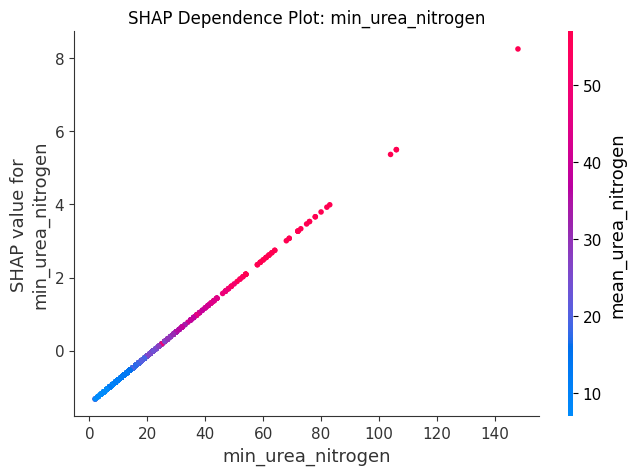 SHAP Dependence Plot: min_urea_nitrogen
8
6
4
2
0
SHAP value for
min_urea_nitrogen
0 20 40 60 80 100 120 140
min_urea_nitrogen
50
40
30
20
10
mean_urea_nitrogen